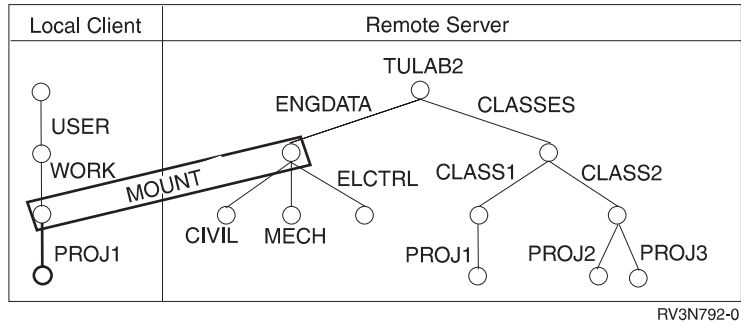 Local Client
Remote Server
TULAB2
ENGDATA
CLASSES
USER
WORK
MOUNT
ELCTRL
CLASS1
CLASS2
CIVIL
MECH
PROJ1
PROJ1
PROJ2
PROJ3
RV3N792-0